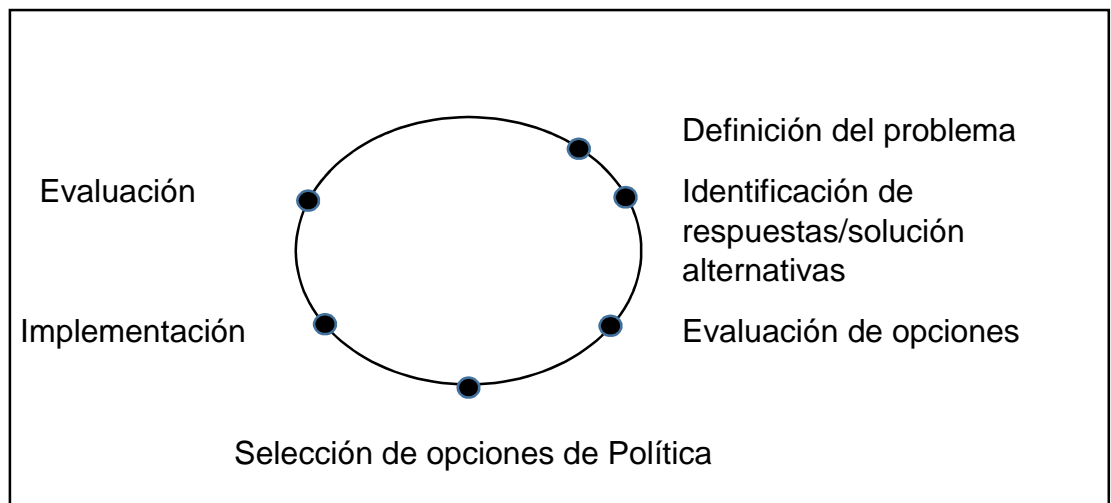 Definición del problema
Evaluación
Identificación de
respuestas/solución
alternativas
Implementación
Evaluación de opciones
Selección de opciones de Política